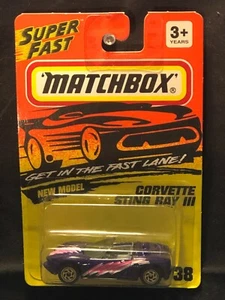 SUPER
FAST
3+
YEARS
MATCHBOX
GET IN THE FAST LANE!
NEW MODEL
CORVETTE
STING RAY III
38